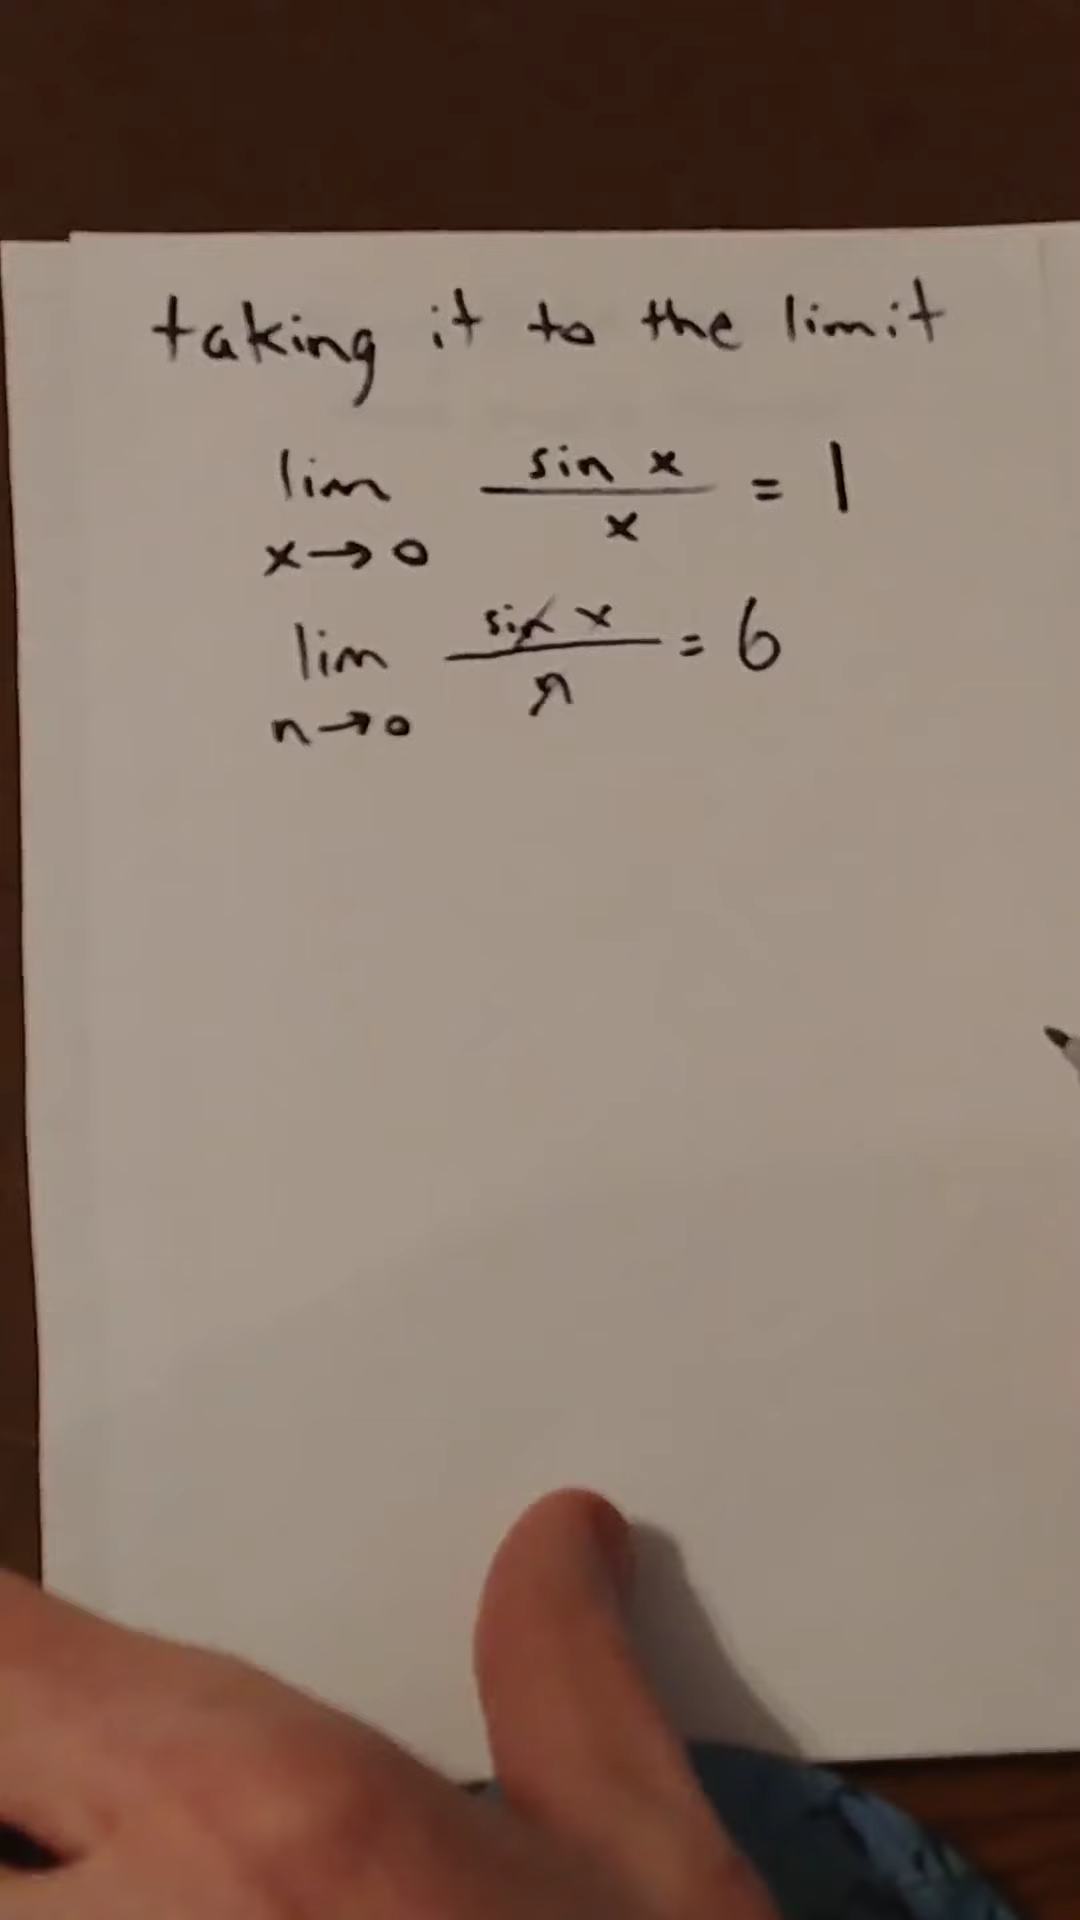 taking it to the limit
lim x→0 sin x / x = 1
lim n→0 sin x / n = 6